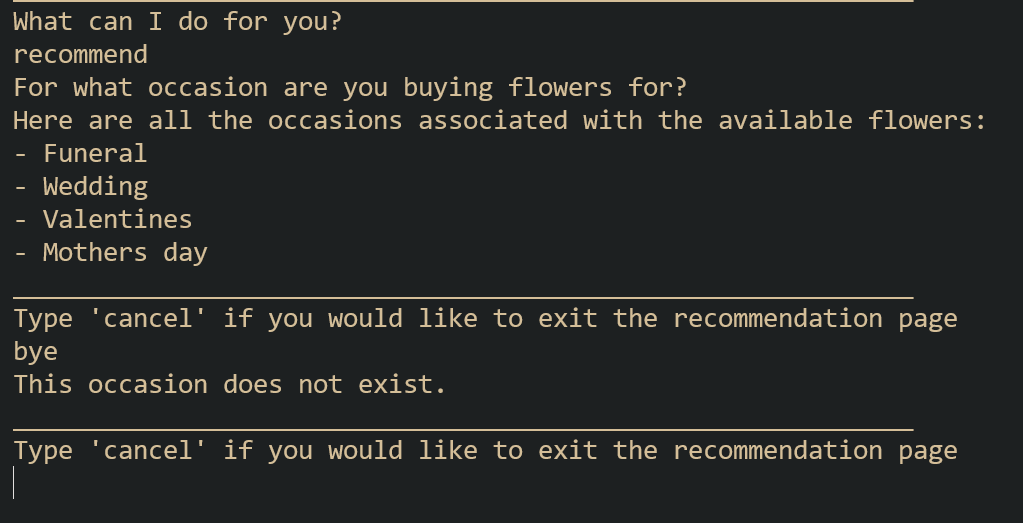 What can I do for you?
recommend
For what occasion are you buying flowers for?
Here are all the occasions associated with the available flowers:
- Funeral
- Wedding
- Valentines
- Mothers day
____________________________________________________________
Type 'cancel' if you would like to exit the recommendation page
bye
This occasion does not exist.
____________________________________________________________
Type 'cancel' if you would like to exit the recommendation page